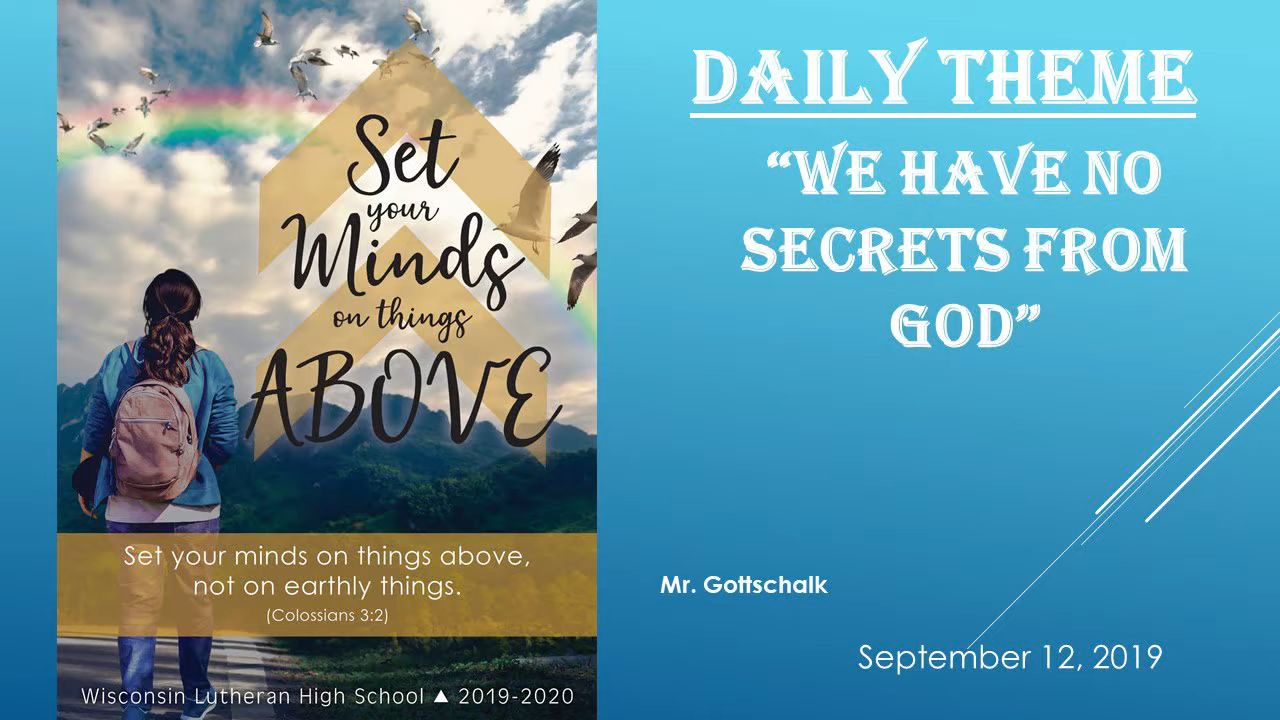 Set
your
Minds
on things
ABOVE
Set your minds on things above,
not on earthly things.
(Colossians 3:2)
Wisconsin Lutheran High School ▲ 2019-2020
DAILY THEME
“WE HAVE NO
SECRETS FROM
GOD”
Mr. Gottschalk
September 12, 2019